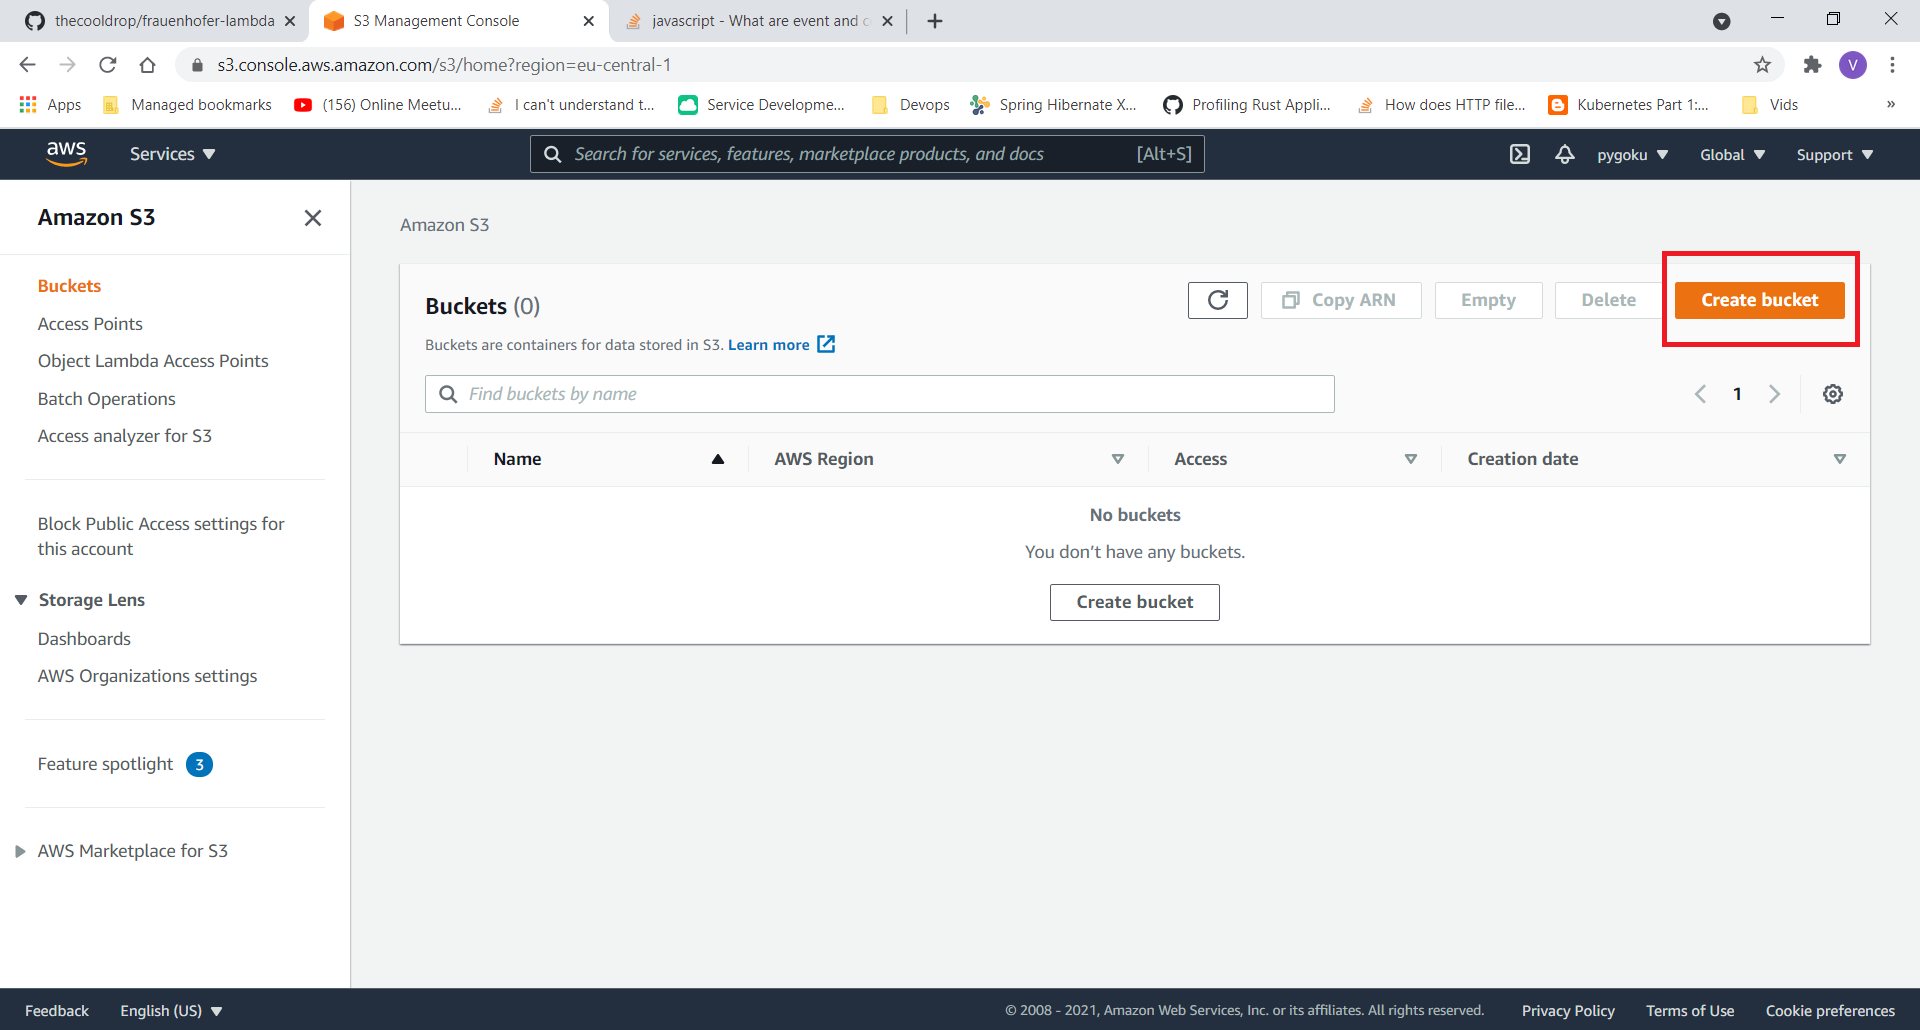 thecooldrop/frauenhofer-lambda
S3 Management Console
javascript - What are event and c
s3.console.aws.amazon.com/s3/home?region=eu-central-1
V
Apps
Managed bookmarks
(156) Online Meetu...
I can't understand t...
Service Developme...
Devops
Spring Hibernate X...
Profiling Rust Appli...
How does HTTP file...
Kubernetes Part 1:...
Vids
»
aws
Services
Search for services, features, marketplace products, and docs
[Alt+S]
pygoku
Global
Support
Amazon S3
Buckets
Access Points
Object Lambda Access Points
Batch Operations
Access analyzer for S3
Block Public Access settings for
this account
Storage Lens
Dashboards
AWS Organizations settings
Feature spotlight 3
AWS Marketplace for S3
Amazon S3
Buckets (0)
Copy ARN
Empty
Delete
Create bucket
Buckets are containers for data stored in S3. Learn more
Find buckets by name
1
Name
AWS Region
Access
Creation date
No buckets
You don't have any buckets.
Create bucket
Feedback
English (US)
© 2008 - 2021, Amazon Web Services, Inc. or its affiliates. All rights reserved.
Privacy Policy
Terms of Use
Cookie preferences